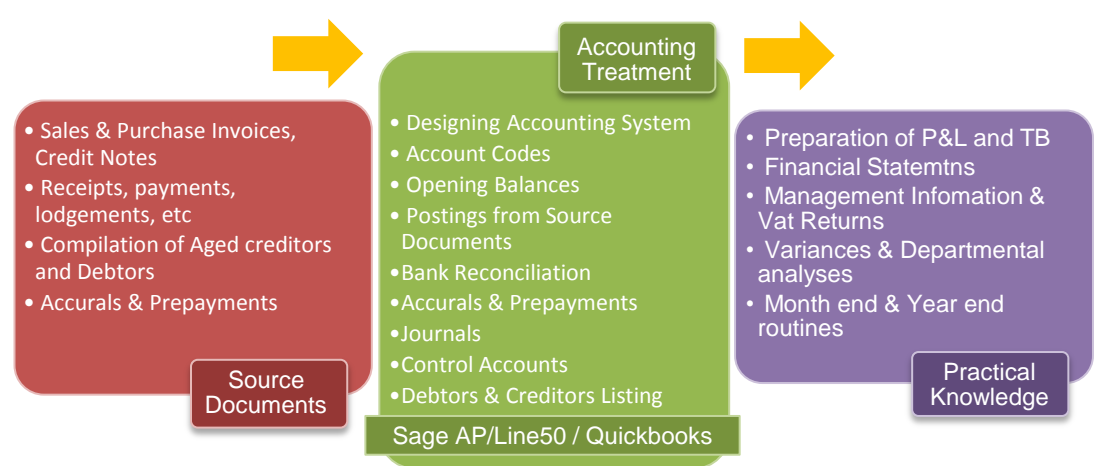 • Sales & Purchase Invoices,
Credit Notes
• Receipts, payments,
lodgements, etc
• Compilation of Aged creditors
and Debtors
• Accurals & Prepayments
Source
Documents
Accounting
Treatment
• Designing Accounting System
• Account Codes
• Opening Balances
• Postings from Source
Documents
•Bank Reconciliation
•Accurals & Prepayments
•Journals
•Control Accounts
•Debtors & Creditors Listing
Sage AP/Line50 / Quickbooks
• Preparation of P&L and TB
• Financial Statemtns
• Management Infomation &
Vat Returns
• Variances & Departmental
analyses
• Month end & Year end
routines
Practical
Knowledge